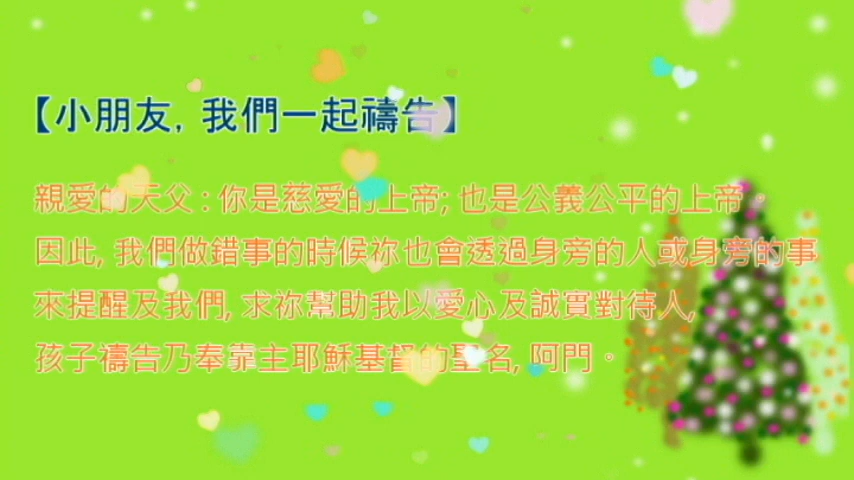 【小朋友, 我們一起禱告】
親愛的天父 : 你是慈愛的上帝; 也是公義公平的上帝。
因此, 我們做錯事的時候祢也會透過身旁的人或身旁的事
來提醒及我們, 求祢幫助我以愛心及誠實對待人,
孩子禱告乃奉靠主耶穌基督的聖名, 阿門。